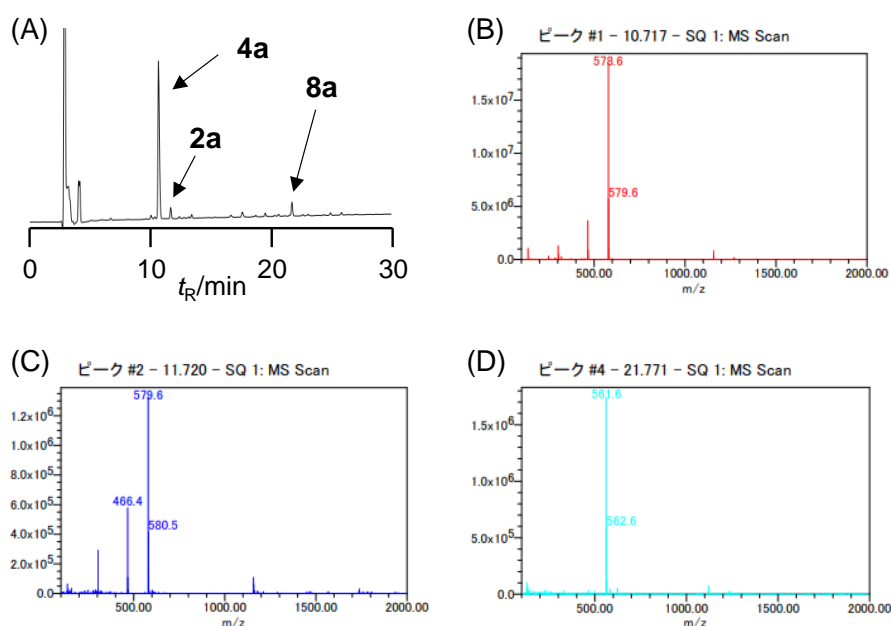 (A)
4a
2a
8a
0
10
20
30
tR/min
(B)
ピーク #1 - 10.717 - SQ 1: MS Scan
578.6
1.5x10⁷
1.0x10⁷
579.6
5.0x10⁶
0.0
500.00
1000.00
1500.00
2000.00
m/z
(C)
ピーク #2 - 11.720 - SQ 1: MS Scan
579.6
1.2x10⁶
1.0x10⁶
8.0x10⁵
466.4
6.0x10⁵
580.5
4.0x10⁵
2.0x10⁵
0.0
500.00
1000.00
1500.00
2000.00
m/z
(D)
ピーク #4 - 21.771 - SQ 1: MS Scan
561.6
1.5x10⁶
1.0x10⁶
562.6
5.0x10⁵
0.0
500.00
1000.00
1500.00
2000.00
m/z